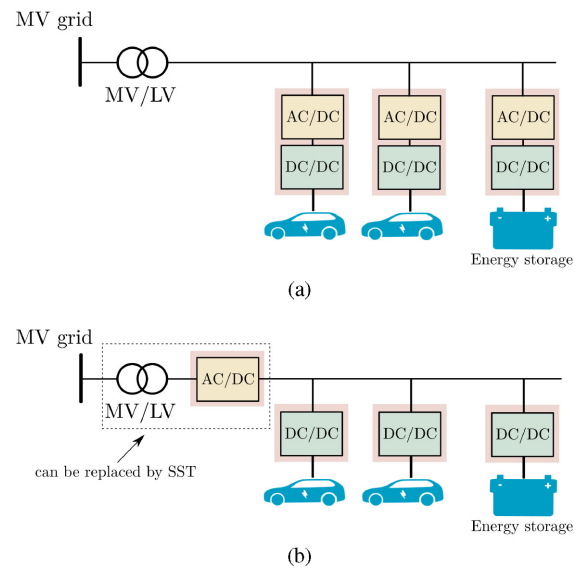 MV grid
MV/LV
AC/DC
AC/DC
AC/DC
DC/DC
DC/DC
DC/DC
- +
Energy storage
(a)
MV grid
AC/DC
MV/LV
DC/DC
DC/DC
DC/DC
can be replaced by SST
- +
Energy storage
(b)